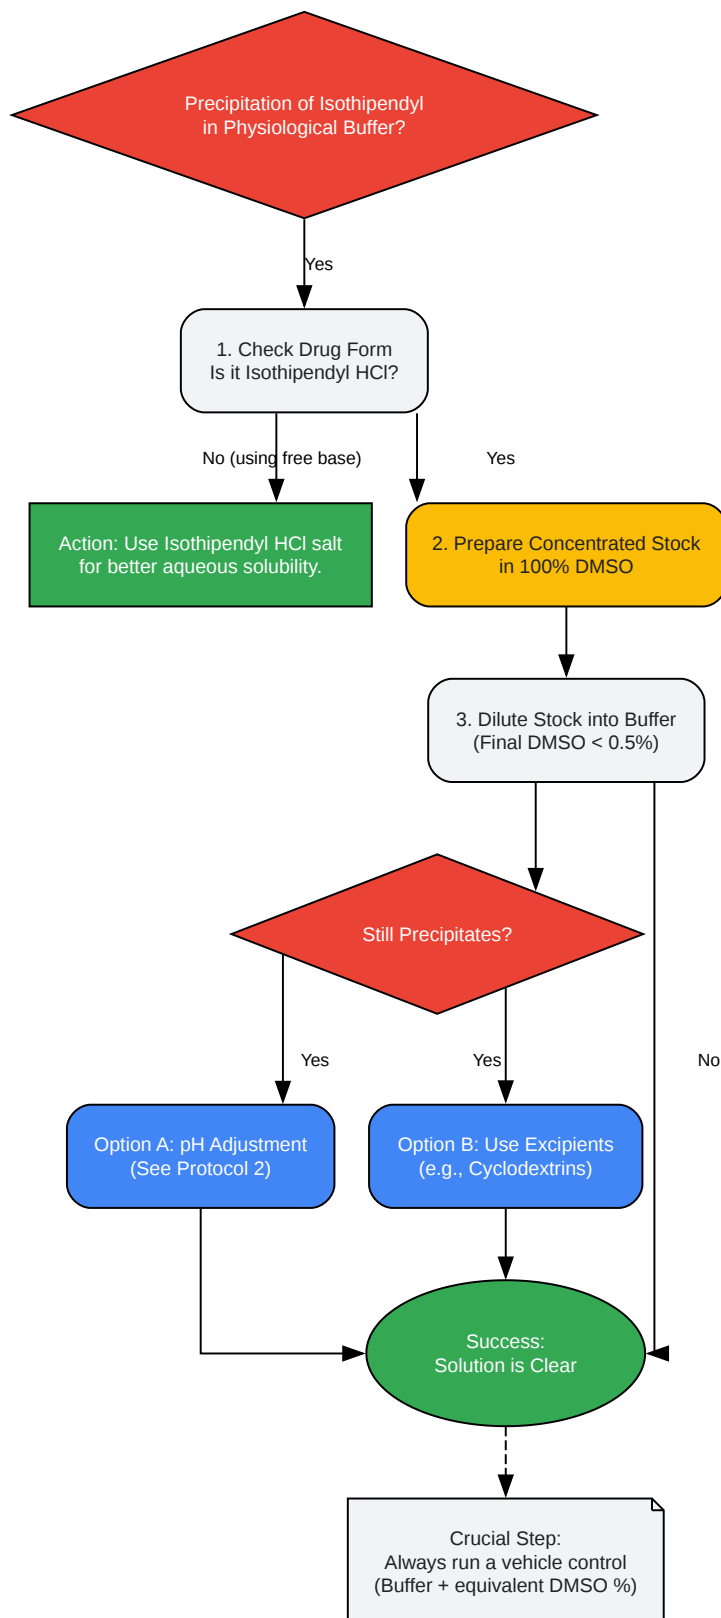 Precipitation of Isothipendyl
in Physiological Buffer?
Yes
1. Check Drug Form
Is it Isothipendyl HCl?
No (using free base)
Yes
Action: Use Isothipendyl HCl salt
for better aqueous solubility.
2. Prepare Concentrated Stock
in 100% DMSO
3. Dilute Stock into Buffer
(Final DMSO < 0.5%)
Still Precipitates?
Yes
Yes
No
Option A: pH Adjustment
(See Protocol 2)
Option B: Use Excipients
(e.g., Cyclodextrins)
Success:
Solution is Clear
Crucial Step:
Always run a vehicle control
(Buffer + equivalent DMSO %)